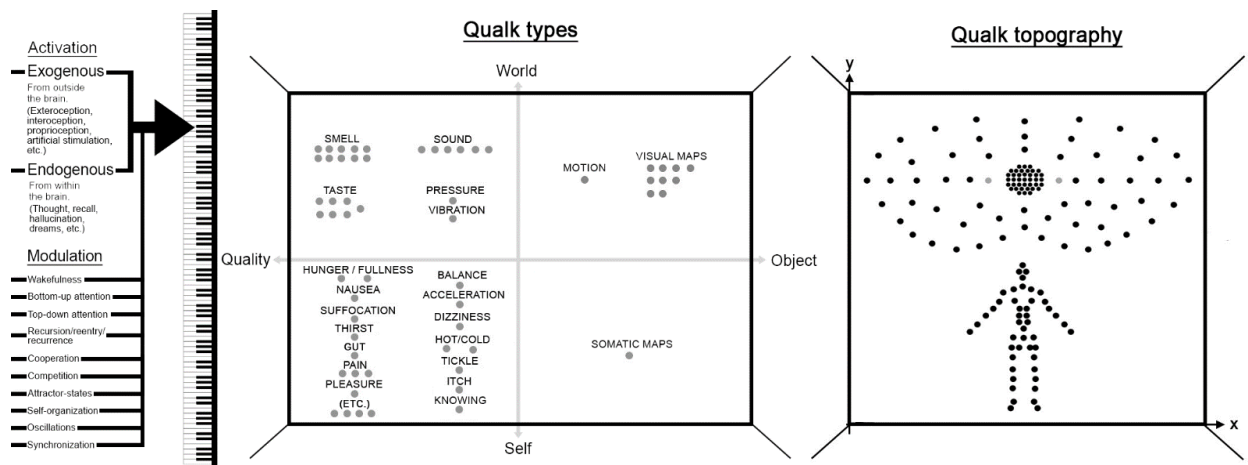 Activation
Exogenous
From outside
the brain.
(Exteroception,
interoception,
proprioception,
artificial stimulation,
etc.)
Endogenous
From within
the brain.
(Thought, recall,
hallucination,
dreams, etc.)
Modulation
Wakefulness
Bottom-up attention
Top-down attention
Recursion/reentry/
recurrence
Cooperation
Competition
Attractor-states
Self-organization
Oscillations
Synchronization
Qualk types
World
SMELL
SOUND
MOTION
VISUAL MAPS
TASTE
PRESSURE
VIBRATION
Quality
Object
HUNGER / FULLNESS
NAUSEA
SUFFOCATION
THIRST
GUT
PAIN
PLEASURE
(ETC.)
BALANCE
ACCELERATION
DIZZINESS
HOT/COLD
TICKLE
ITCH
KNOWING
SOMATIC MAPS
Self
Qualk topography
y
x